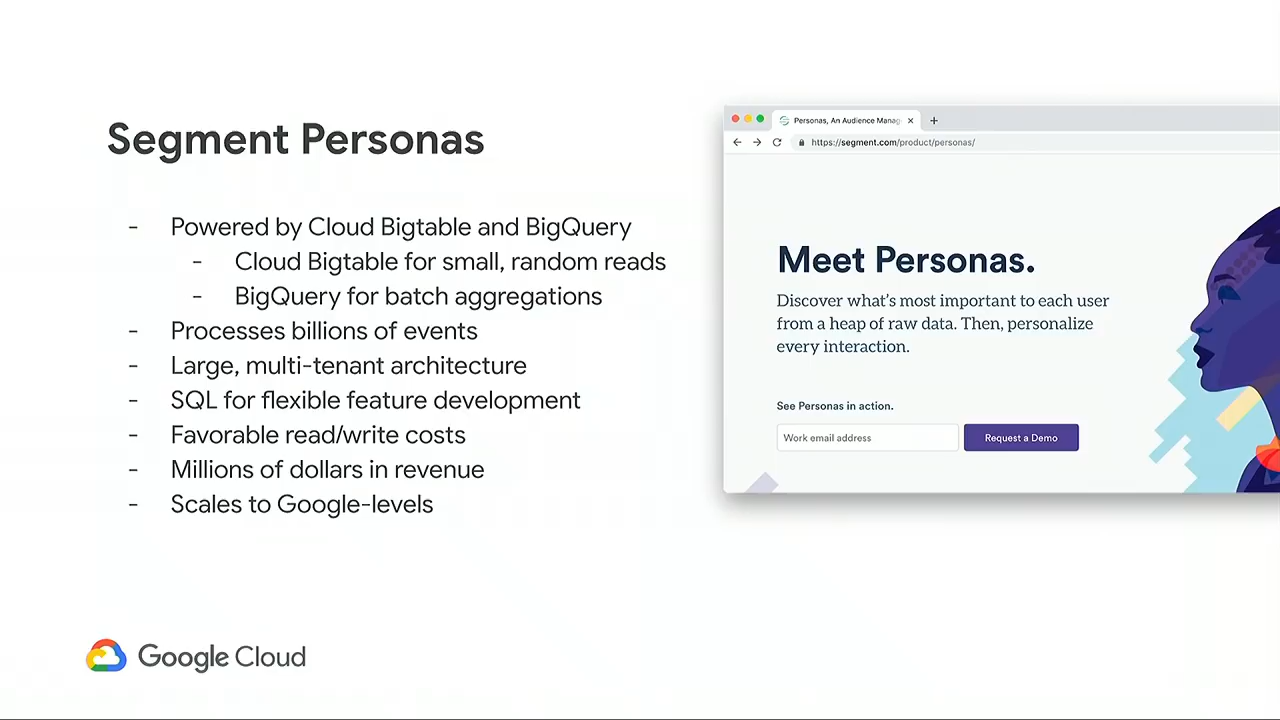 Segment Personas
- Powered by Cloud Bigtable and BigQuery
- Cloud Bigtable for small, random reads
- BigQuery for batch aggregations
- Processes billions of events
- Large, multi-tenant architecture
- SQL for flexible feature development
- Favorable read/write costs
- Millions of dollars in revenue
- Scales to Google-levels
Personas, An Audience Manag
https://segment.com/product/personas/
Meet Personas.
Discover what's most important to each user
from a heap of raw data. Then, personalize
every interaction.
See Personas in action.
Work email address
Request a Demo
Google Cloud